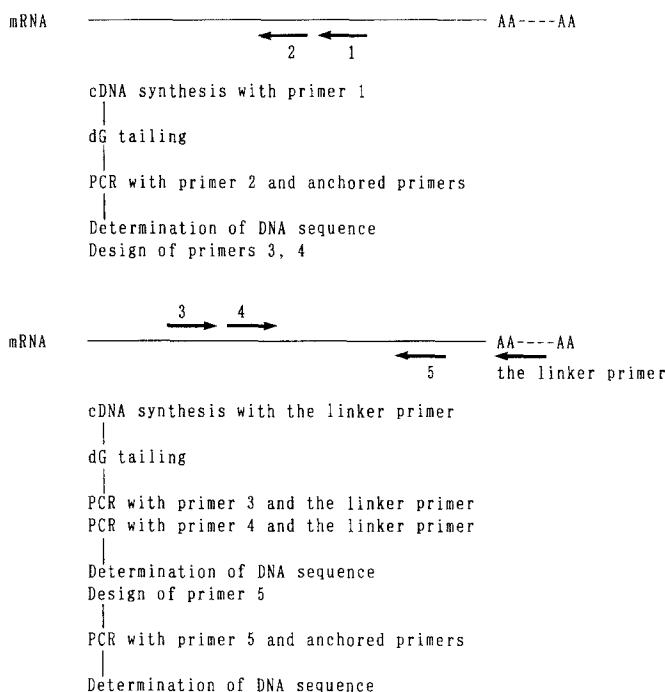 mRNA AA----AA
2 1
cDNA synthesis with primer 1
dG tailing
PCR with primer 2 and anchored primers
Determination of DNA sequence
Design of primers 3, 4
3 4
mRNA AA----AA
5 the linker primer
cDNA synthesis with the linker primer
dG tailing
PCR with primer 3 and the linker primer
PCR with primer 4 and the linker primer
Determination of DNA sequence
Design of primer 5
PCR with primer 5 and anchored primers
Determination of DNA sequence